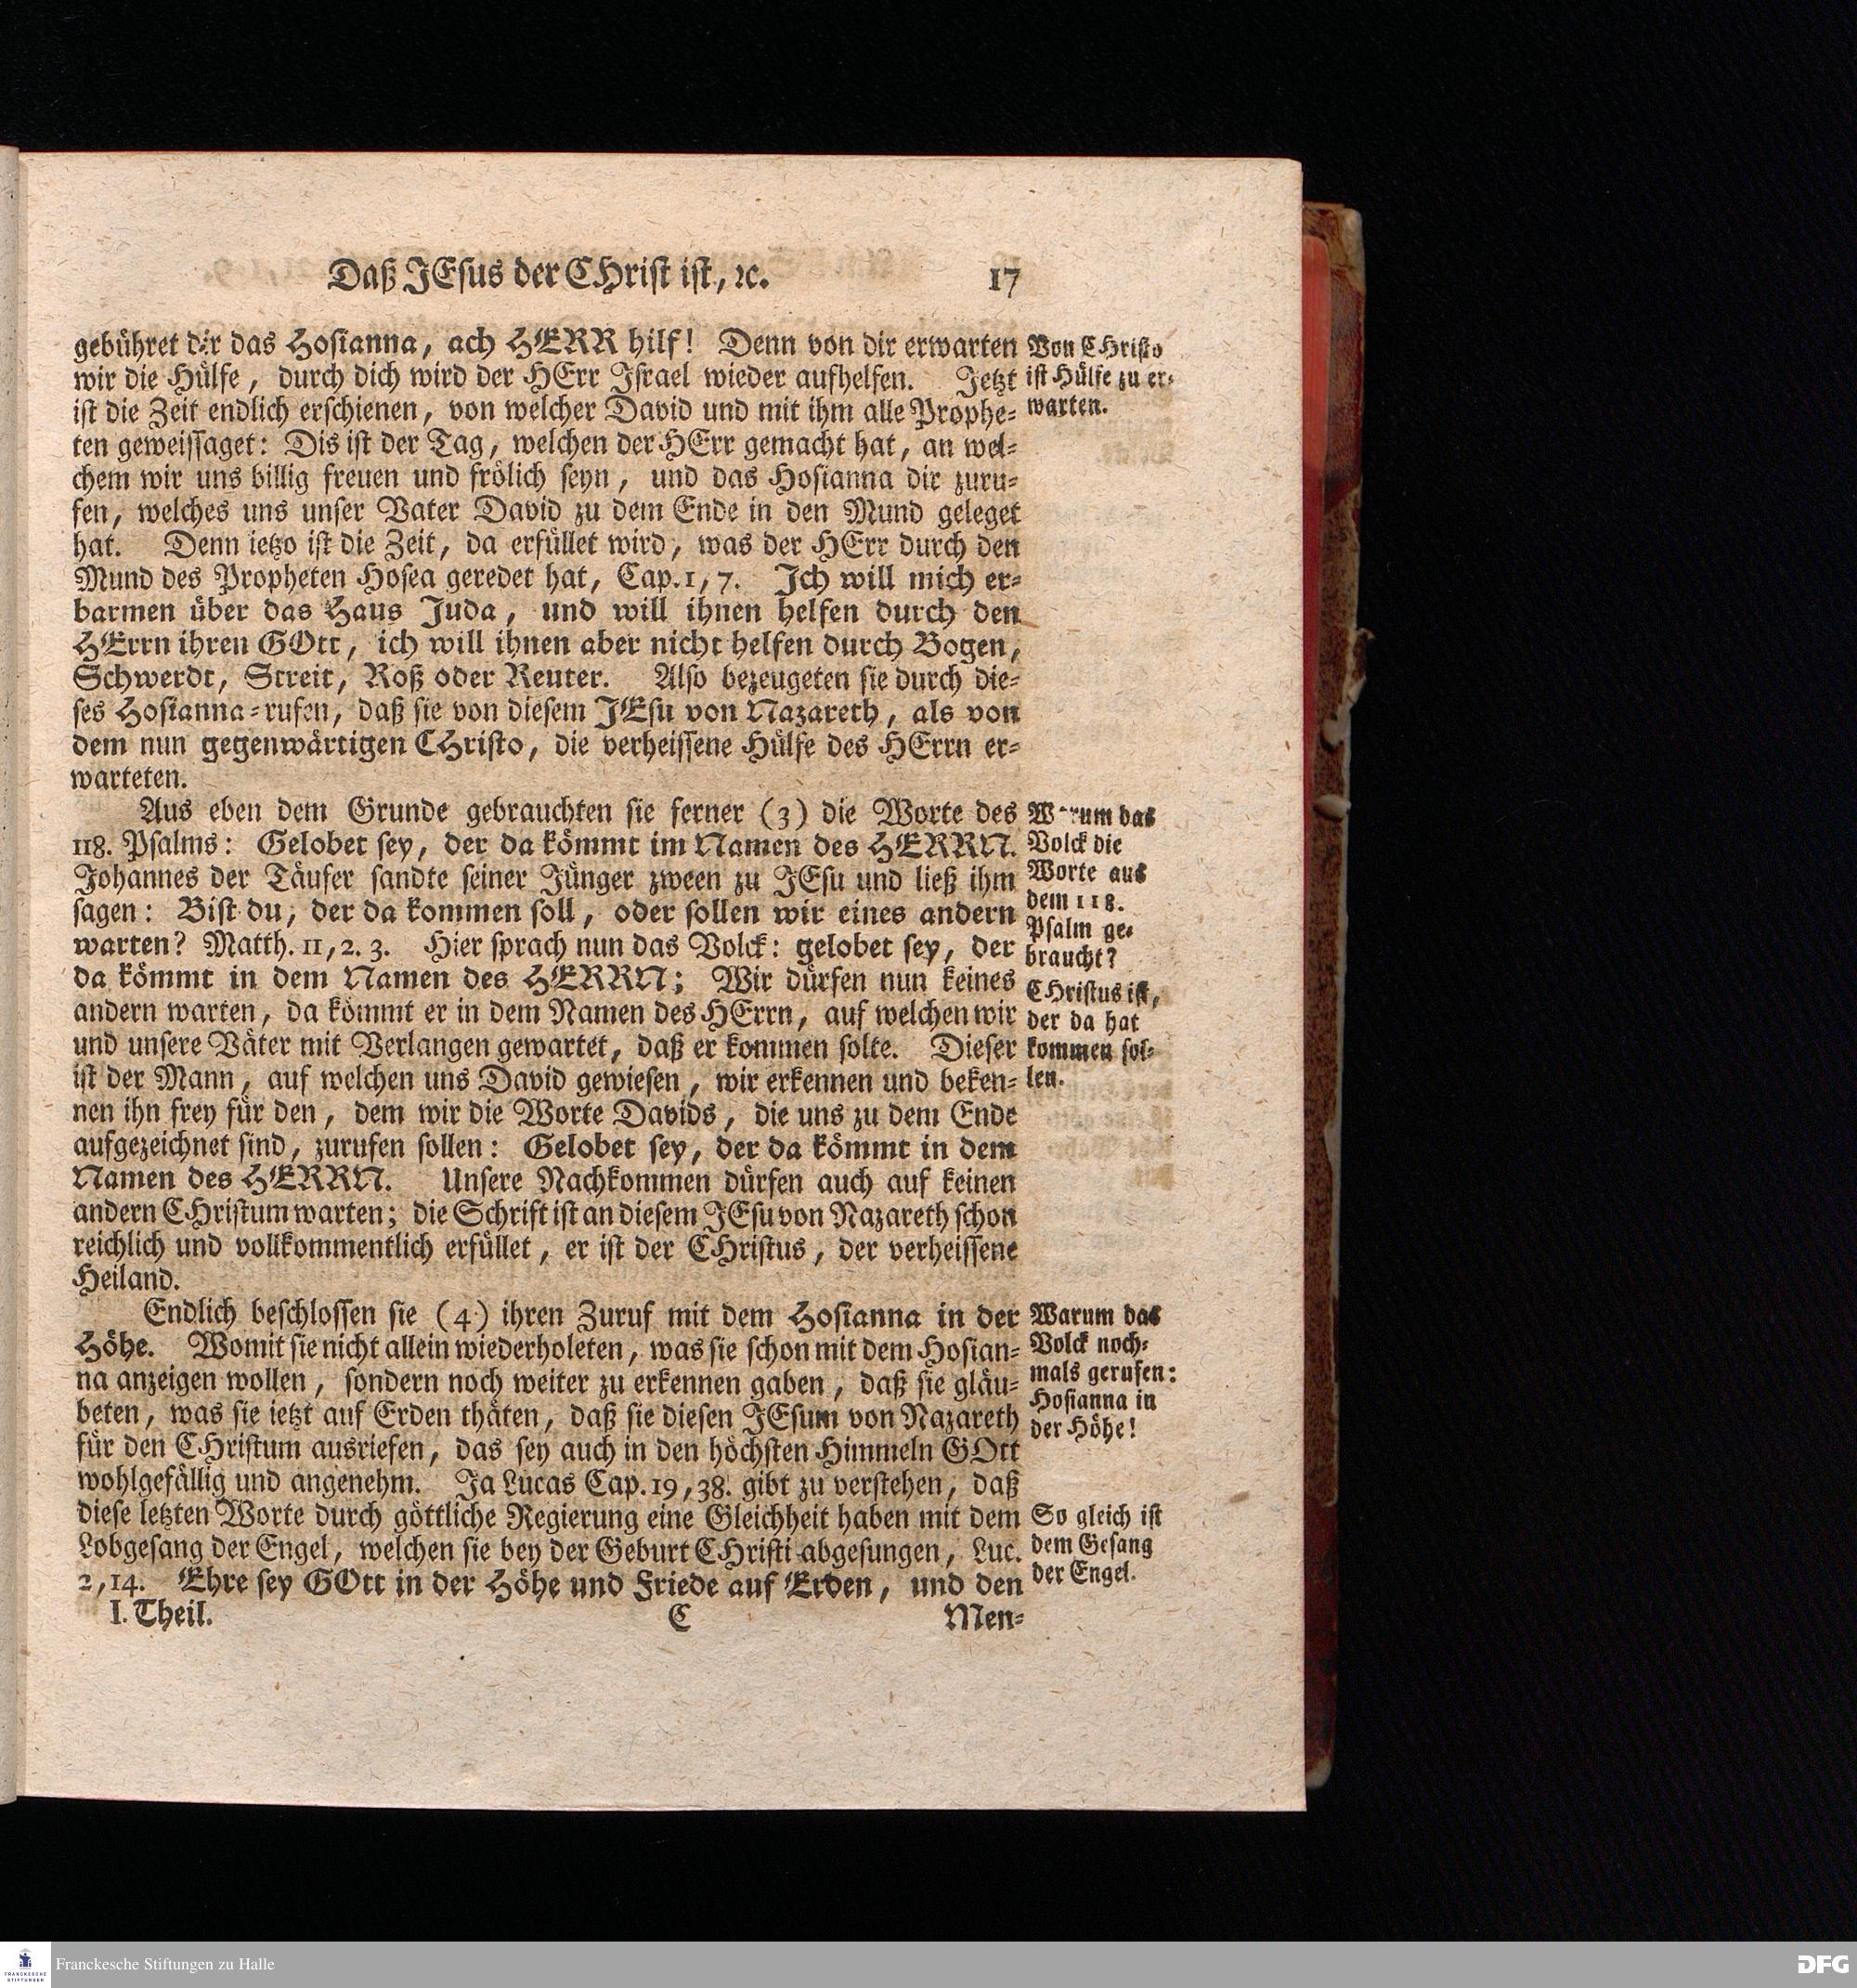 Daß JEsus der CHrist ist, ꝛc. 17
gebühret dir das Hosianna, ach HERR hilf! Denn von dir erwarten
wir die Hülfe, durch dich wird der HErr Israel wieder aufhelfen. Jetzt
ist die Zeit endlich erschienen, von welcher David und mit ihm alle Prophe-
ten geweissaget: Dis ist der Tag, welchen der HErr gemacht hat, an wel-
chem wir uns billig freuen und frölich seyn, und das Hosianna dir zuru-
fen, welches uns unser Vater David zu dem Ende in den Mund geleget
hat. Denn ietzo ist die Zeit, da erfüllet wird, was der HErr durch den
Mund des Propheten Hosea geredet hat, Cap. 1, 7. Jch will mich er-
barmen über das Haus Juda, und will ihnen helfen durch den
HErrn ihren GOtt, ich will ihnen aber nicht helfen durch Bogen,
Schwerdt, Streit, Roß oder Reuter. Also bezeugeten sie durch die-
ses Hosianna-rufen, daß sie von diesem JEsu von Nazareth, als von
dem nun gegenwärtigen CHristo, die verheissene Hülfe des HErrn er-
warteten.
Von CHristo
ist Hülfe zu er-
warten.
Aus eben dem Grunde gebrauchten sie ferner (3) die Worte des
118. Psalms: Gelobet sey, der da kömmt im Namen des HERRN.
Johannes der Täufer sandte seiner Jünger zween zu JEsu und ließ ihm
sagen: Bist du, der da kommen soll, oder sollen wir eines andern
warten? Matth. 11, 2. 3. Hier sprach nun das Volck: gelobet sey, der
da kömmt in dem Namen des HERRN; Wir dürfen nun keines
andern warten, da kömmt er in dem Namen des HErrn, auf welchen wir
und unsere Väter mit Verlangen gewartet, daß er kommen solte. Dieser
ist der Mann, auf welchen uns David gewiesen, wir erkennen und beken-
nen ihn frey für den, dem wir die Worte Davids, die uns zu dem Ende
aufgezeichnet sind, zurufen sollen: Gelobet sey, der da kömmt in dem
Namen des HERRN. Unsere Nachkommen dürfen auch auf keinen
andern CHristum warten; die Schrift ist an diesem JEsu von Nazareth schon
reichlich und vollkommentlich erfüllet, er ist der CHristus, der verheissene
Heiland.
Warum das
Volck die
Worte aus
dem 118.
Psalm ge-
braucht?
CHristus ist,
der da hat
kommen sol-
len.
Endlich beschlossen sie (4) ihren Zuruf mit dem Hosianna in der
Höhe. Womit sie nicht allein wiederholeten, was sie schon mit dem Hosian-
na anzeigen wollen, sondern noch weiter zu erkennen gaben, daß sie gläu-
beten, was sie ietzt auf Erden thäten, daß sie diesen JEsum von Nazareth
für den CHristum ausriefen, das sey auch in den höchsten Himmeln GOtt
wohlgefällig und angenehm. Ja Lucas Cap. 19, 38. gibt zu verstehen, daß
diese letzten Worte durch göttliche Regierung eine Gleichheit haben mit dem
Lobgesang der Engel, welchen sie bey der Geburt CHristi abgesungen, Luc.
2, 14. Ehre sey GOtt in der Höhe und Friede auf Erden, und den
Warum das
Volck noch-
mals gerufen:
Hosianna in
der Höhe!
So gleich ist
dem Gesang
der Engel.
I. Theil. C Men-
FRANCKESCHE
STIFTUNGEN
Franckesche Stiftungen zu Halle
DFG